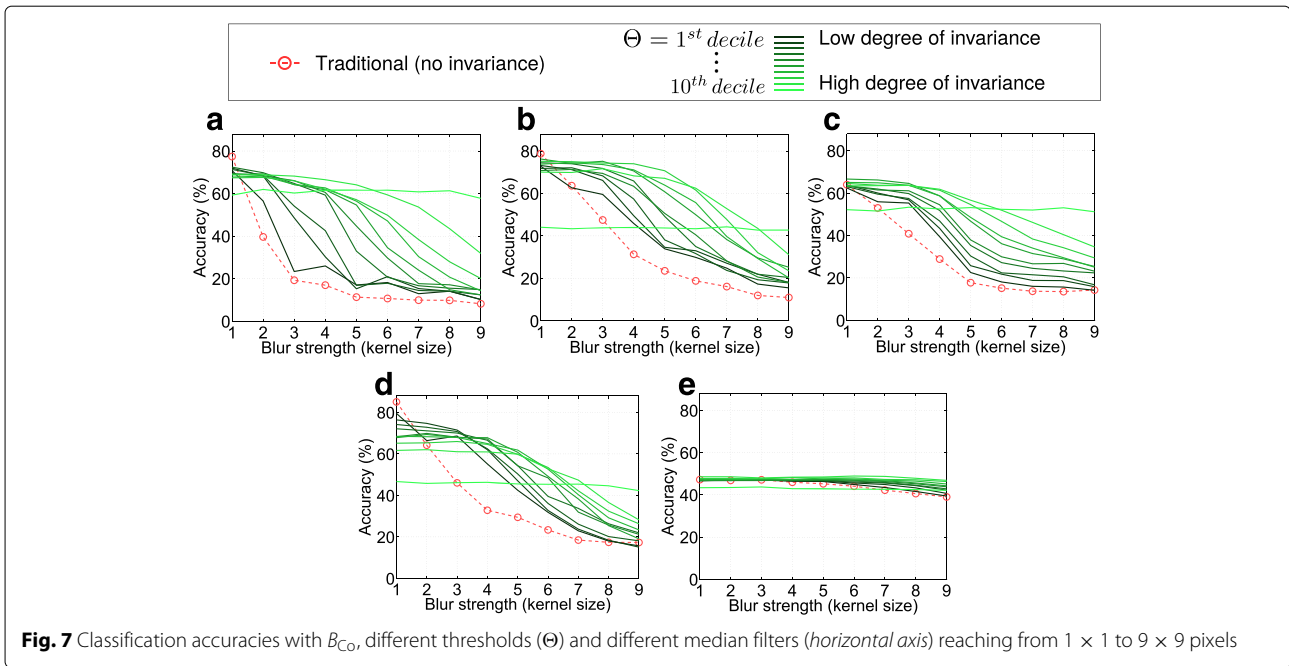 Traditional (no invariance)
Θ = 1st decile
⋮
10th decile
Low degree of invariance
High degree of invariance
a
80
60
40
20
0
Accuracy (%)
1 2 3 4 5 6 7 8 9
Blur strength (kernel size)
b
80
60
40
20
0
Accuracy (%)
1 2 3 4 5 6 7 8 9
Blur strength (kernel size)
c
80
60
40
20
0
Accuracy (%)
1 2 3 4 5 6 7 8 9
Blur strength (kernel size)
d
80
60
40
20
0
Accuracy (%)
1 2 3 4 5 6 7 8 9
Blur strength (kernel size)
e
80
60
40
20
0
Accuracy (%)
1 2 3 4 5 6 7 8 9
Blur strength (kernel size)
Fig. 7 Classification accuracies with BCo, different thresholds (Θ) and different median filters (horizontal axis) reaching from 1 × 1 to 9 × 9 pixels